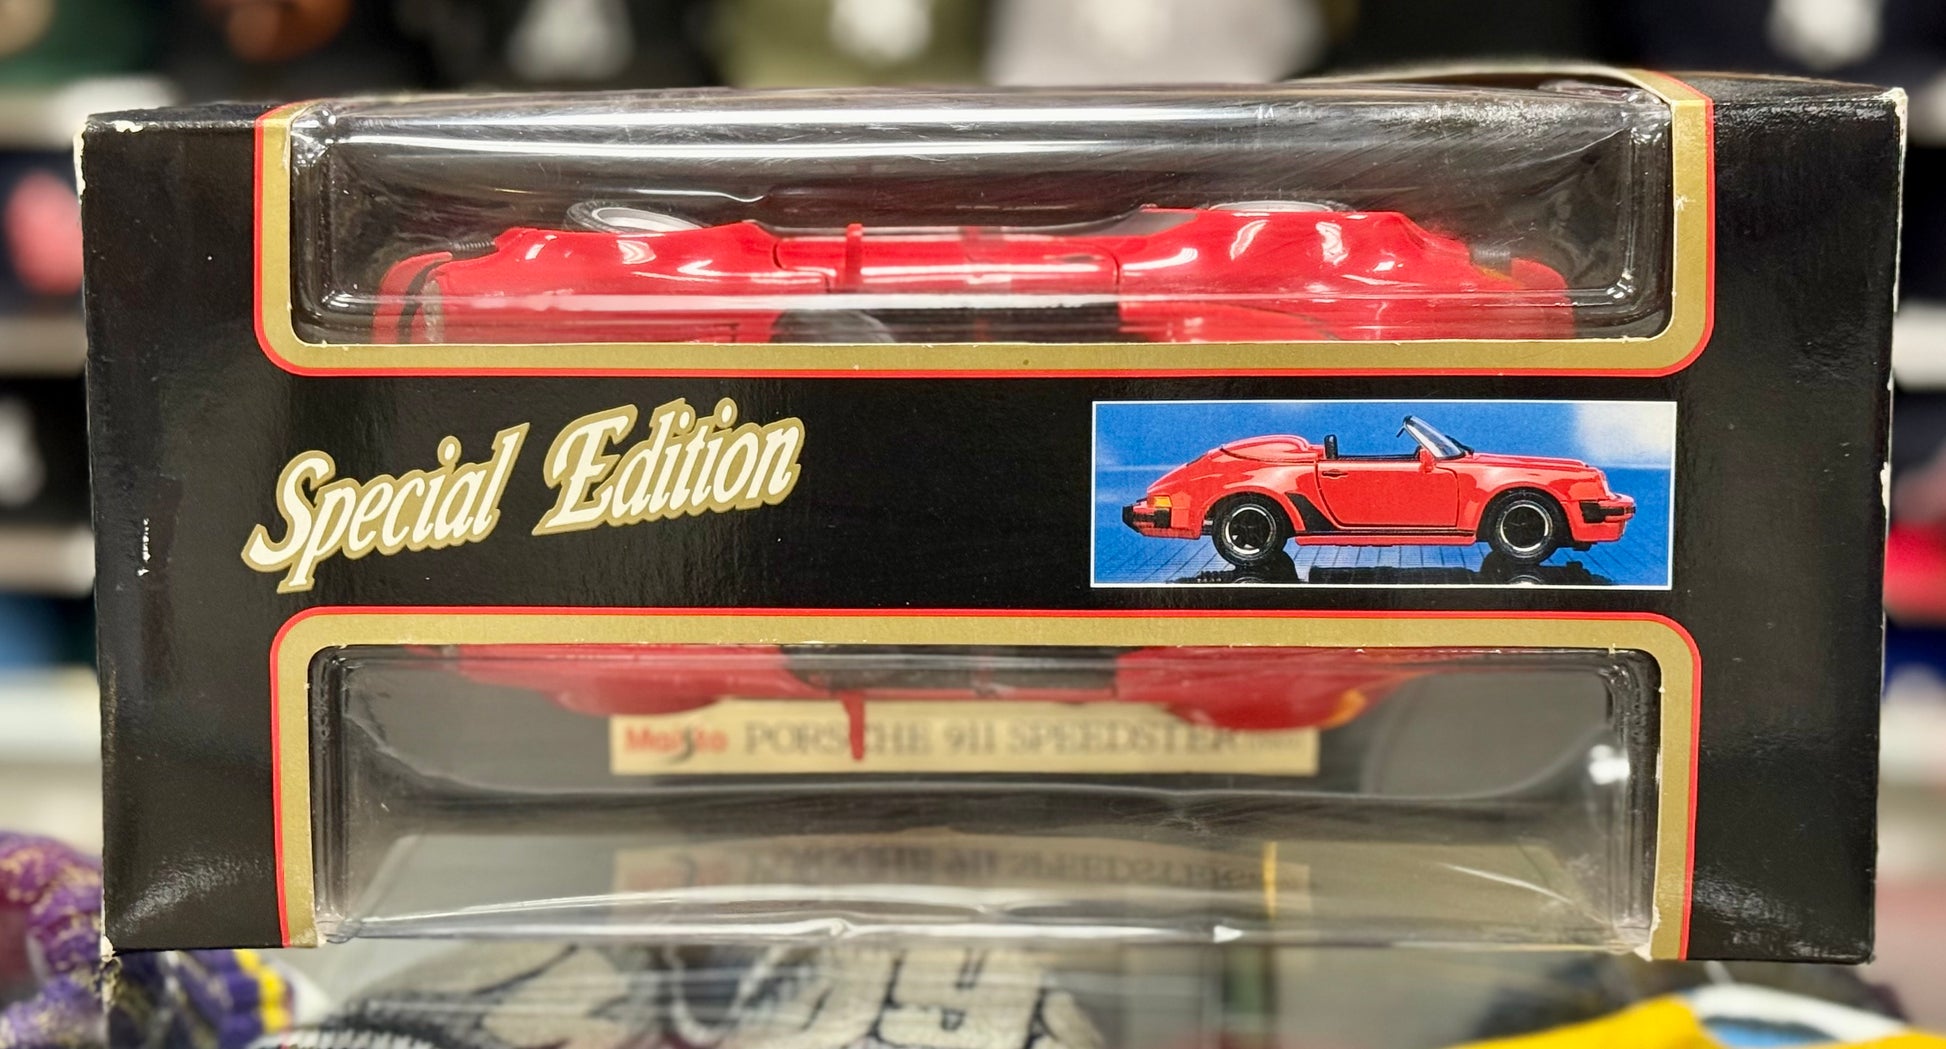 Special Edition
Maisto PORSCHE 911 SPEEDSTER